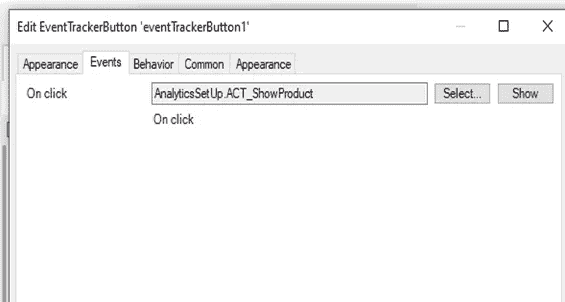 Edit EventTrackerButton 'eventTrackerButton1'
Appearance Events Behavior Common Appearance
On click AnalyticsSetUp.ACT_ShowProduct Select... Show
On click